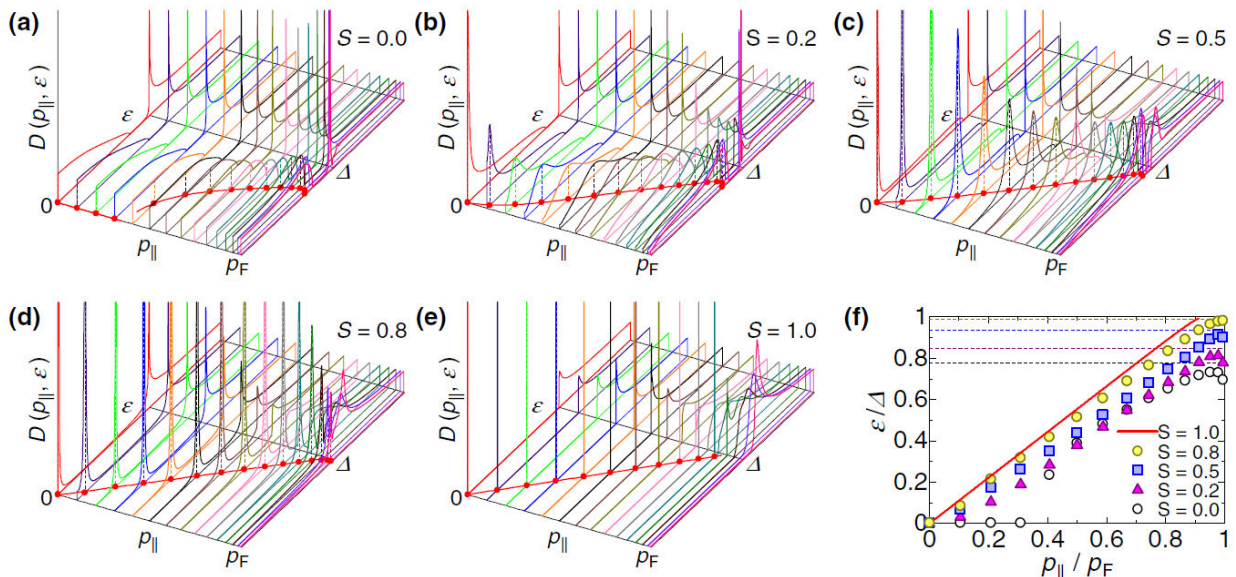 (a)
S = 0.0
D (p∥, ε)
ε
Δ
0
p∥
pF
(b)
S = 0.2
D (p∥, ε)
ε
Δ
0
p∥
pF
(c)
S = 0.5
D (p∥, ε)
ε
Δ
0
p∥
pF
(d)
S = 0.8
D (p∥, ε)
ε
Δ
0
p∥
pF
(e)
S = 1.0
D (p∥, ε)
ε
Δ
0
p∥
pF
(f)
1
0.8
0.6
0.4
0.2
0
ε/Δ
S = 1.0
S = 0.8
S = 0.5
S = 0.2
S = 0.0
0 0.2 0.4 0.6 0.8 1
p∥ / pF